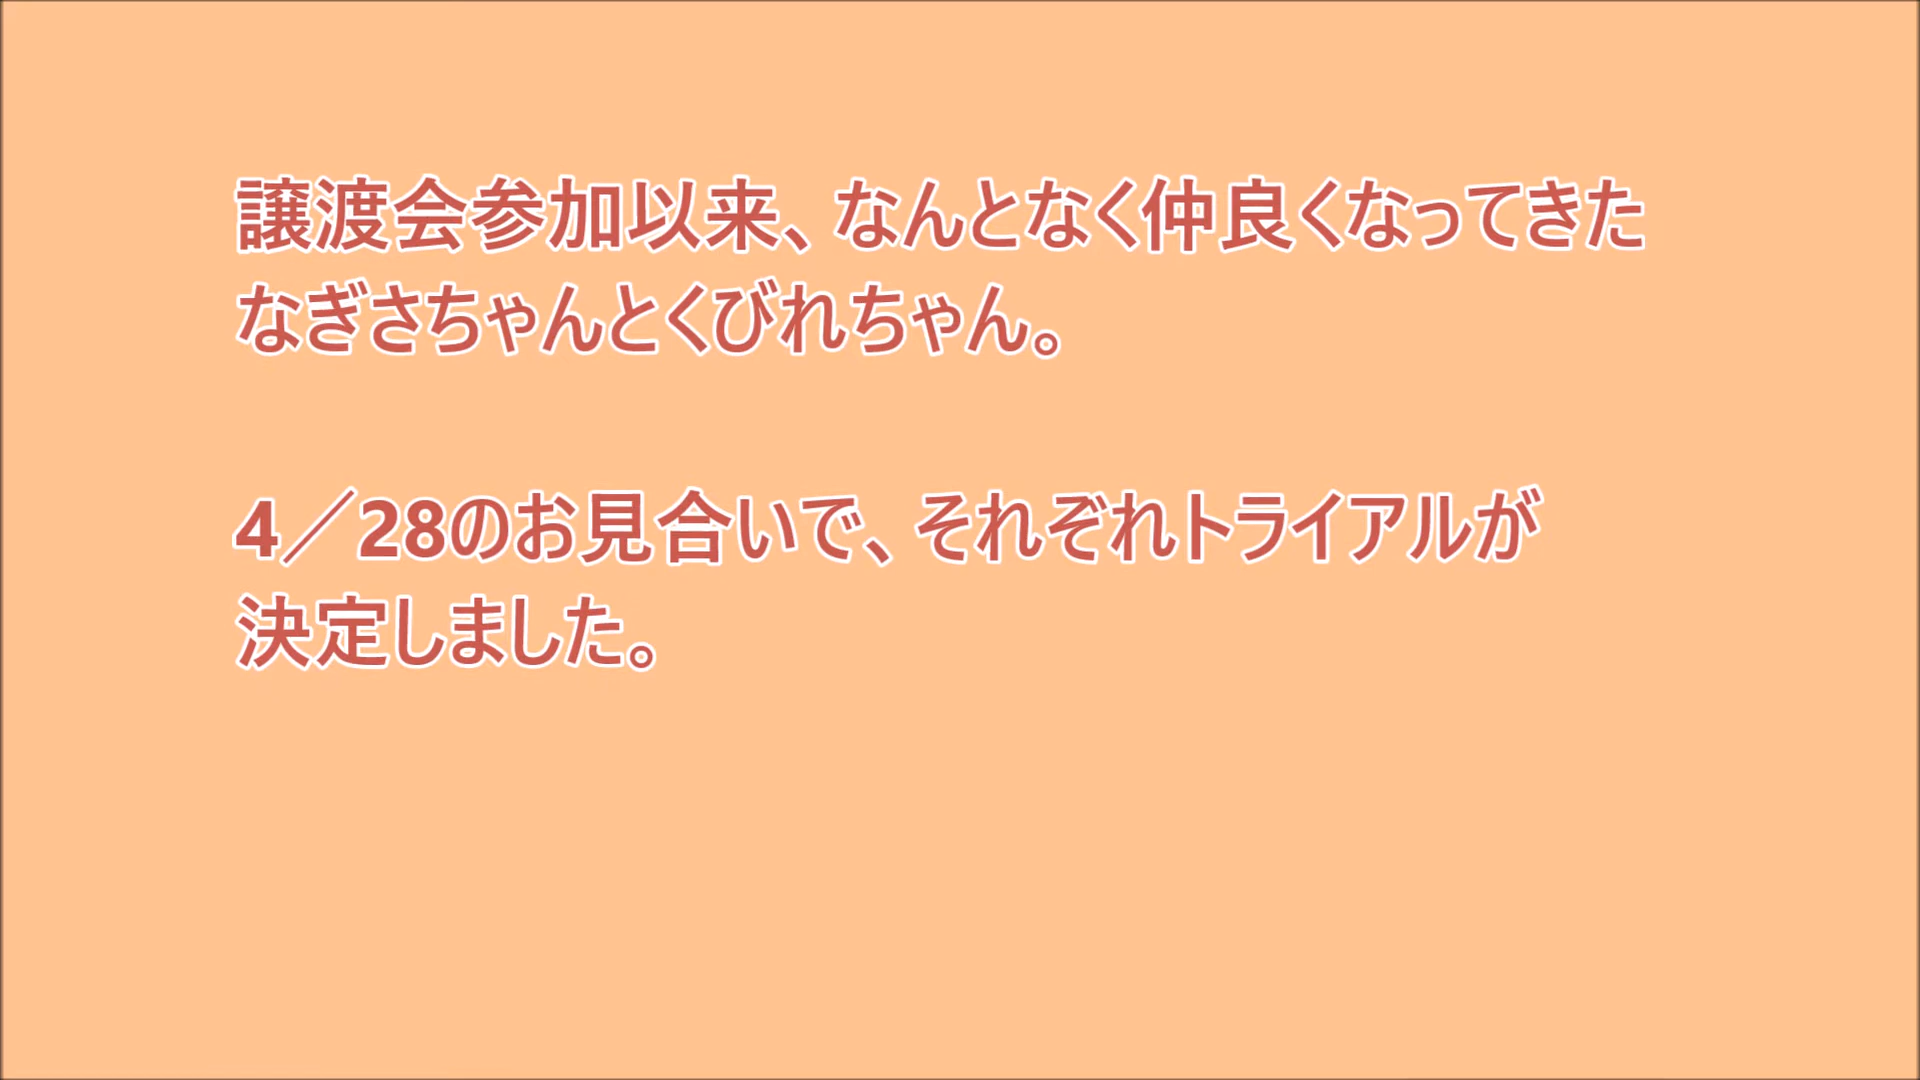 譲渡会参加以来、なんとなく仲良くなってきた
なぎさちゃんとくびれちゃん。
4／28のお見合いで、それぞれトライアルが
決定しました。